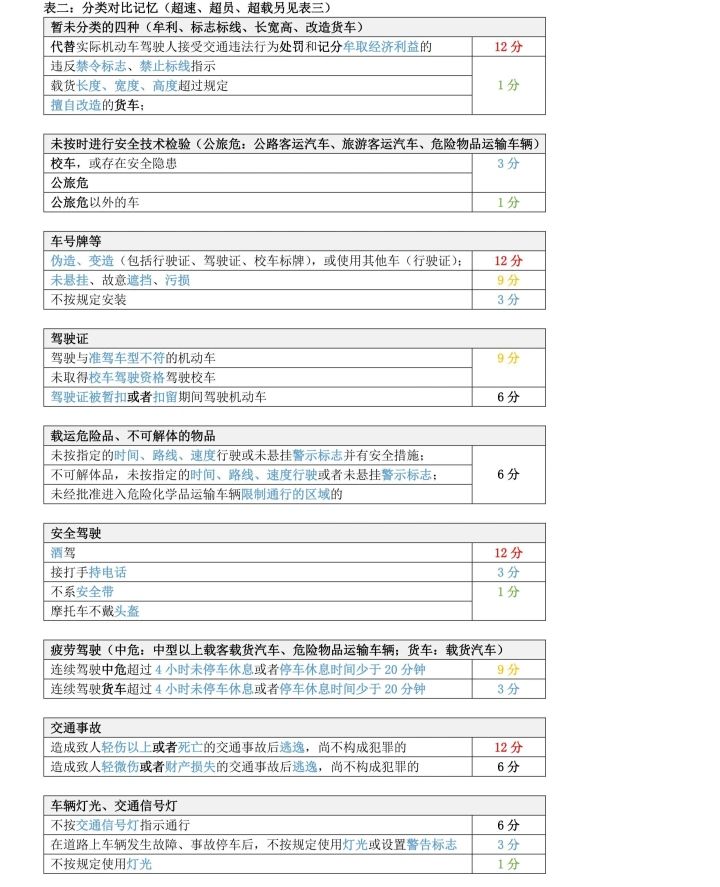 表二：分类对比记忆（超速、超员、超载另见表三）
暂未分类的四种（牟利、标志标线、长宽高、改造货车）
代替实际机动车驾驶人接受交通违法行为处罚和记分牟取经济利益的 12 分
违反禁令标志、禁止标线指示
载货长度、宽度、高度超过规定 1 分
擅自改造的货车；
未按时进行安全技术检验（公旅危：公路客运汽车、旅游客运汽车、危险物品运输车辆）
校车，或存在安全隐患 3 分
公旅危
公旅危以外的车 1 分
车号牌等
伪造、变造（包括行驶证、驾驶证、校车标牌），或使用其他车（行驶证）； 12 分
未悬挂、故意遮挡、污损 9 分
不按规定安装 3 分
驾驶证
驾驶与准驾车型不符的机动车 9 分
未取得校车驾驶资格驾驶校车
驾驶证被暂扣或者扣留期间驾驶机动车 6 分
载运危险品、不可解体的物品
未按指定的时间、路线、速度行驶或未悬挂警示标志并有安全措施；
不可解体品，未按指定的时间、路线、速度行驶或者未悬挂警示标志； 6 分
未经批准进入危险化学品运输车辆限制通行的区域的
安全驾驶
酒驾 12 分
接打手持电话 3 分
不系安全带 1 分
摩托车不戴头盔
疲劳驾驶（中危：中型以上载客载货汽车、危险物品运输车辆；货车：载货汽车）
连续驾驶中危超过 4 小时未停车休息或者停车休息时间少于 20 分钟 9 分
连续驾驶货车超过 4 小时未停车休息或者停车休息时间少于 20 分钟 3 分
交通事故
造成致人轻伤以上或者死亡的交通事故后逃逸，尚不构成犯罪的 12 分
造成致人轻微伤或者财产损失的交通事故后逃逸，尚不构成犯罪的 6 分
车辆灯光、交通信号灯
不按交通信号灯指示通行 6 分
在道路上车辆发生故障、事故停车后，不按规定使用灯光或设置警告标志 3 分
不按规定使用灯光 1 分